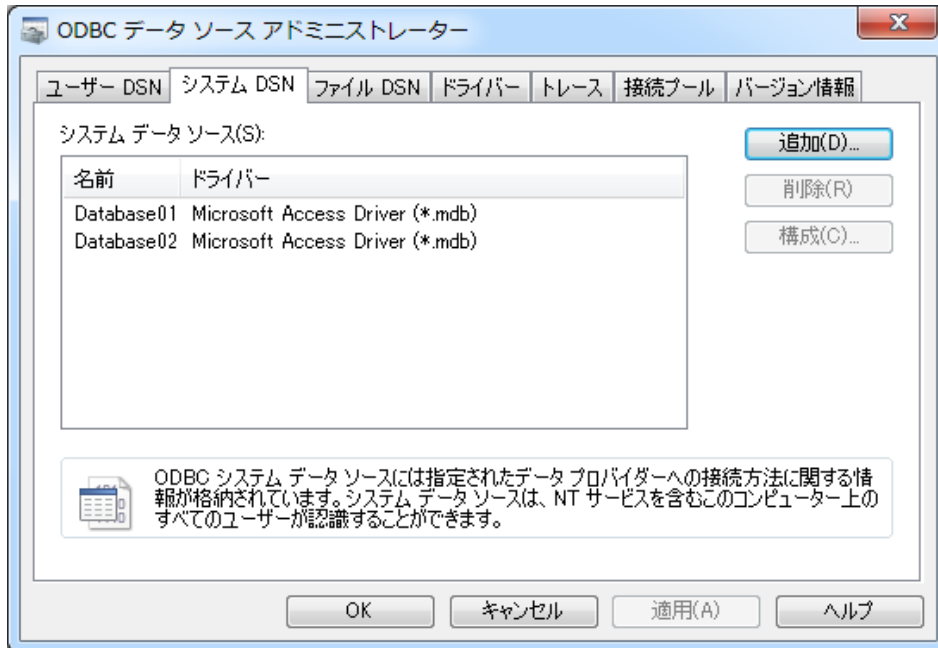 ODBC データ ソース アドミニストレーター
ユーザー DSN システム DSN ファイル DSN ドライバー トレース 接続プール バージョン情報
システム データ ソース(S):
名前 ドライバー
Database01 Microsoft Access Driver (*.mdb)
Database02 Microsoft Access Driver (*.mdb)
追加(D)...
削除(R)
構成(C)...
ODBC システム データ ソースには指定されたデータ プロバイダーへの接続方法に関する情
報が格納されています。システム データ ソースは、NT サービスを含むこのコンピューター上の
すべてのユーザーが認識することができます。
OK キャンセル 適用(A) ヘルプ